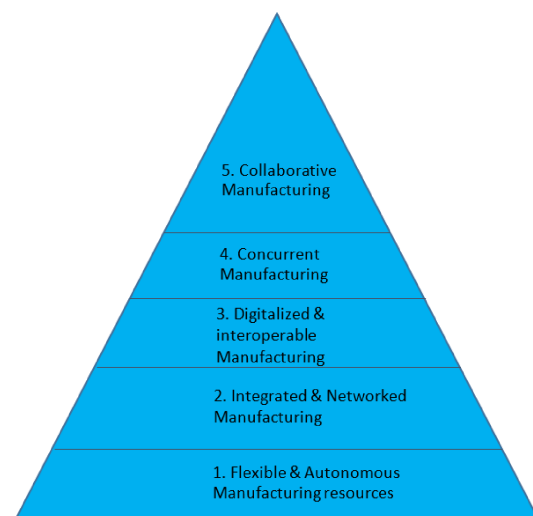 5. Collaborative
Manufacturing
4. Concurrent
Manufacturing
3. Digitalized &
interoperable
Manufacturing
2. Integrated & Networked
Manufacturing
1. Flexible & Autonomous
Manufacturing resources